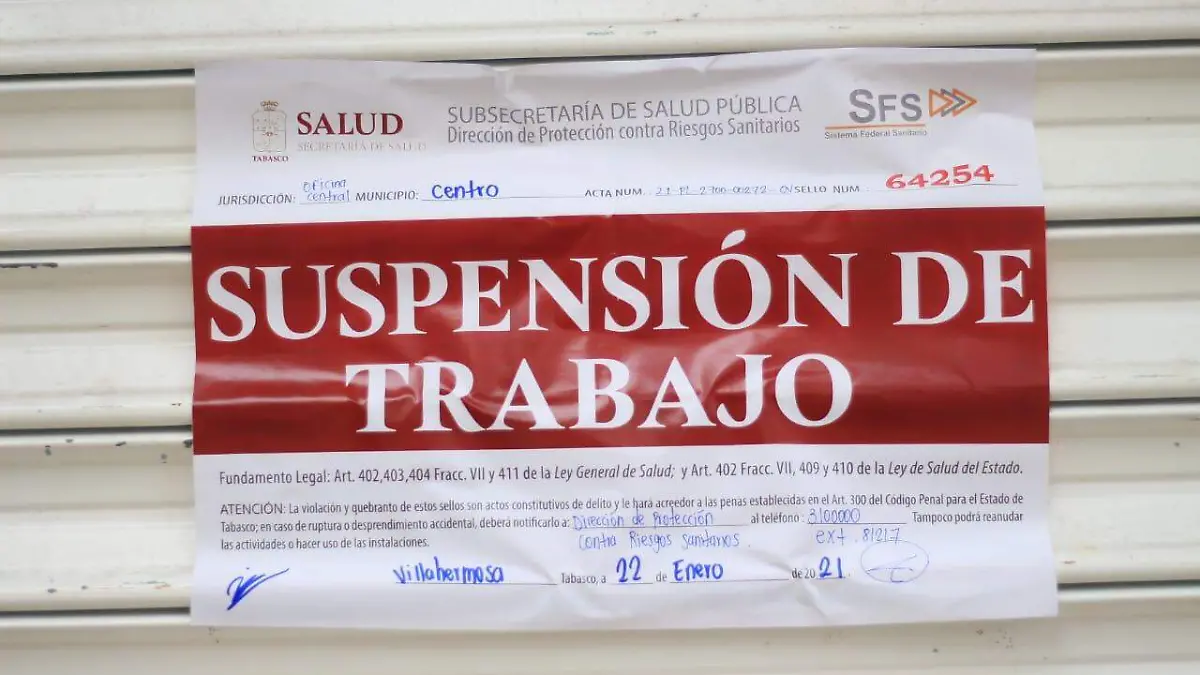 SALUD
SECRETARÍA DE SALUD
TABASCO
SUBSECRETARÍA DE SALUD PÚBLICA
Dirección de Protección contra Riesgos Sanitarios
SFS
Sistema Federal Sanitario
JURISDICCIÓN: Oficina central MUNICIPIO: Centro ACTA NUM. SELLO NUM. 64254
SUSPENSIÓN DE
TRABAJO
Fundamento Legal: Art. 402,403,404 Fracc. VII y 411 de la Ley General de Salud; y Art. 402 Fracc. VII, 409 y 410 de la Ley de Salud del Estado.
ATENCIÓN: La violación y quebranto de estos sellos son actos constitutivos de delito y le hará acreedor a las penas establecidas en el Art. 300 del Código Penal para el Estado de
Tabasco; en caso de ruptura o desprendimiento accidental, deberá notificarlo a: Dirección de Protección al teléfono: 3100000 Tampoco podrá reanudar
las actividades o hacer uso de las instalaciones. Contra Riesgos Sanitarios. ext. 81217
Villahermosa Tabasco, a 22 de Enero de 2021.